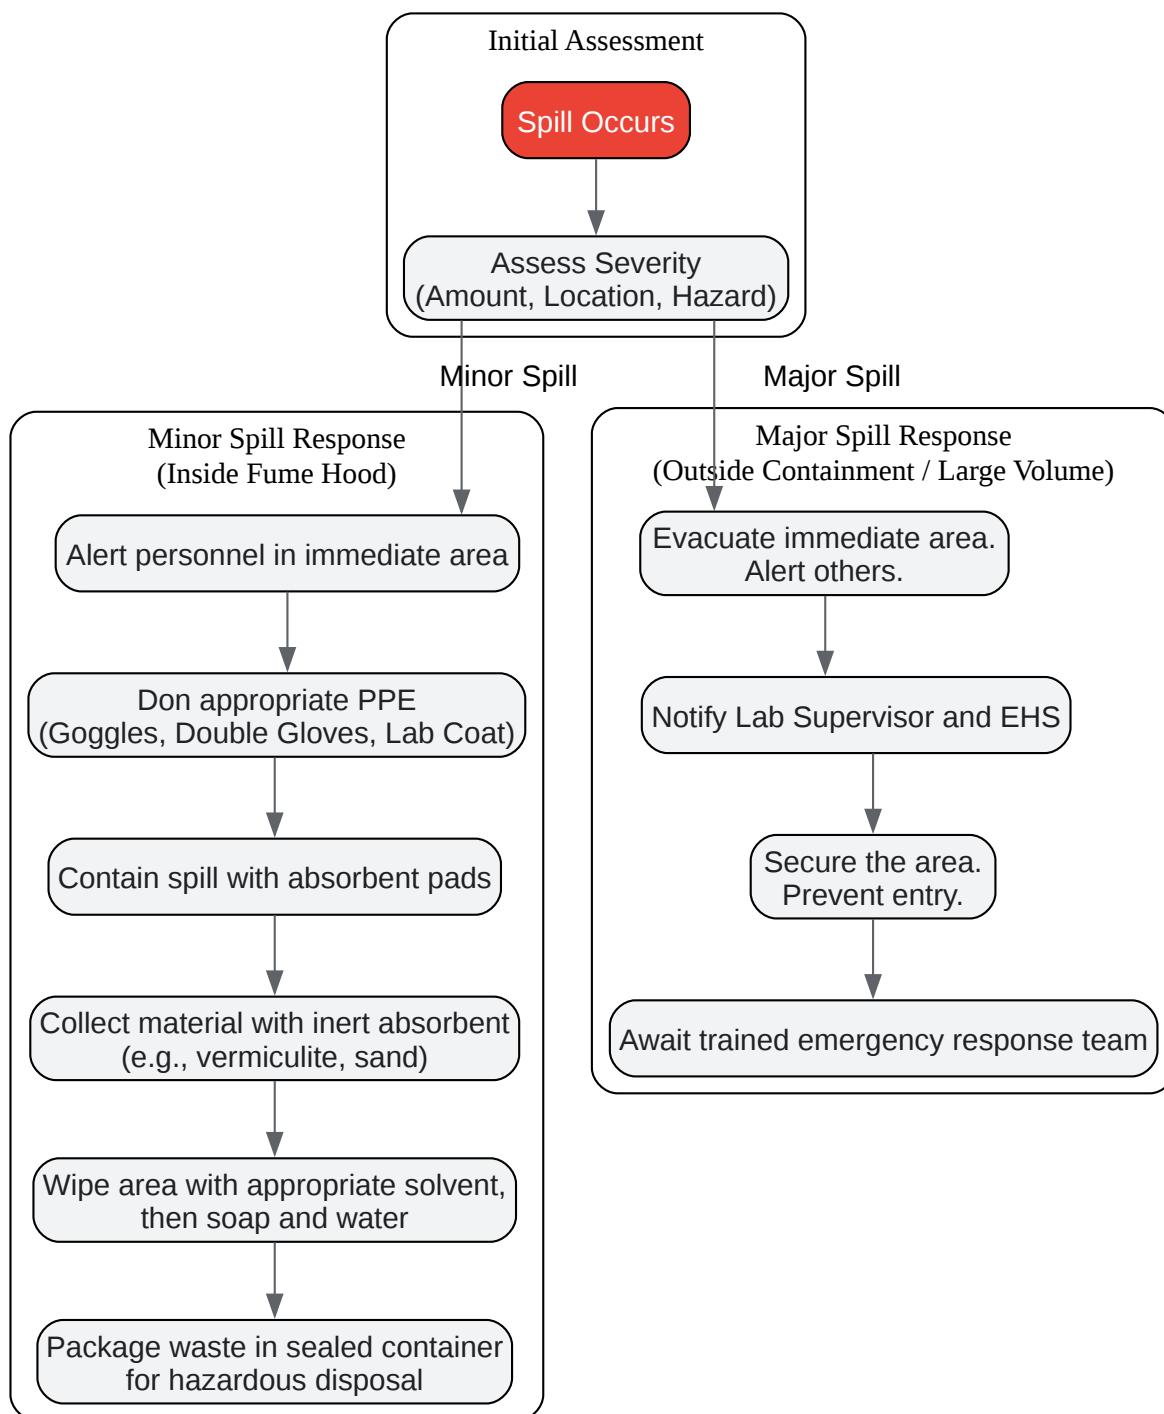 Initial Assessment
Spill Occurs
Assess Severity
(Amount, Location, Hazard)
Minor Spill
Major Spill
Minor Spill Response
(Inside Fume Hood)
Alert personnel in immediate area
Don appropriate PPE
(Goggles, Double Gloves, Lab Coat)
Contain spill with absorbent pads
Collect material with inert absorbent
(e.g., vermiculite, sand)
Wipe area with appropriate solvent,
then soap and water
Package waste in sealed container
for hazardous disposal
Major Spill Response
(Outside Containment / Large Volume)
Evacuate immediate area.
Alert others.
Notify Lab Supervisor and EHS
Secure the area.
Prevent entry.
Await trained emergency response team